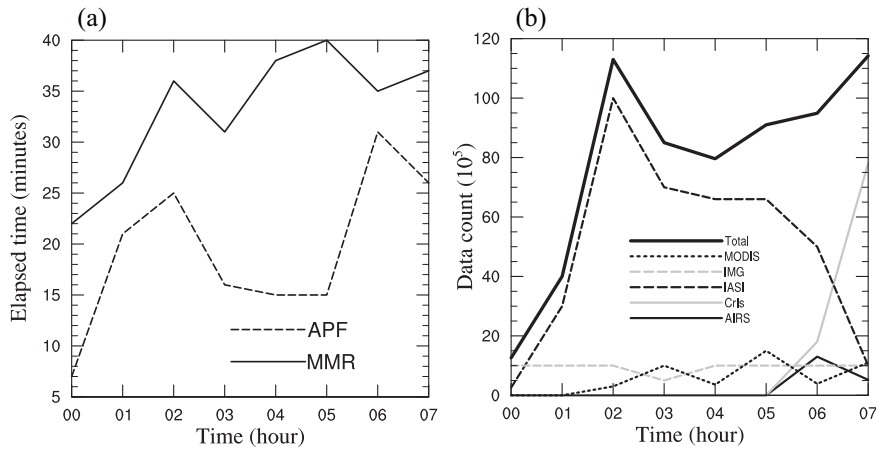 (a)
40
35
30
25
20
15
10
5
Elapsed time (minutes)
APF
MMR
00 01 02 03 04 05 06 07
Time (hour)
(b)
120
100
80
60
40
20
0
Data count (10⁵)
Total
MODIS
IMG
IASI
CrIs
AIRS
00 01 02 03 04 05 06 07
Time (hour)